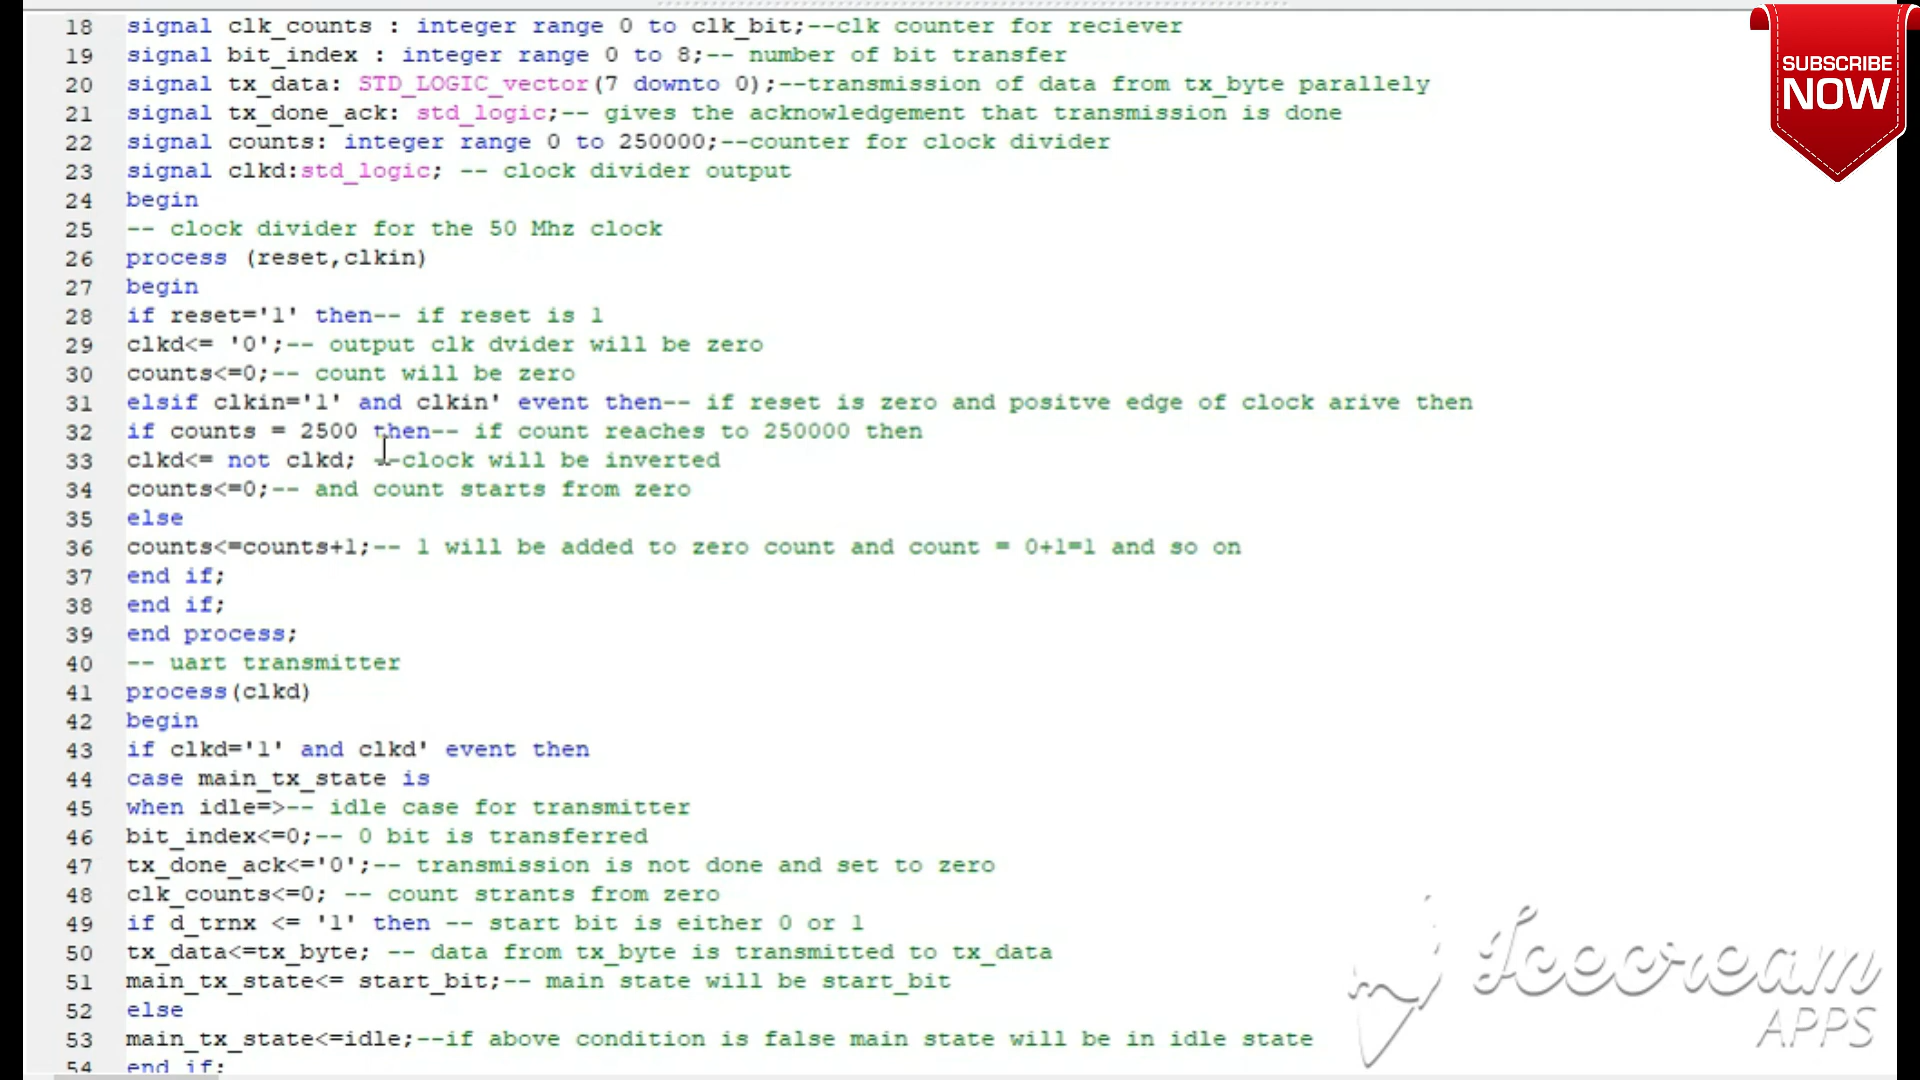 18 signal clk_counts : integer range 0 to clk_bit;--clk counter for reciever
19 signal bit_index : integer range 0 to 8;-- number of bit transfer
20 signal tx_data: STD_LOGIC_vector(7 downto 0);--transmission of data from tx_byte parallely
21 signal tx_done_ack: std_logic;-- gives the acknowledgement that transmission is done
22 signal counts: integer range 0 to 250000;--counter for clock divider
23 signal clkd:std_logic; -- clock divider output
24 begin
25 -- clock divider for the 50 Mhz clock
26 process (reset,clkin)
27 begin
28 if reset='1' then-- if reset is 1
29 clkd<= '0';-- output clk dvider will be zero
30 counts<=0;-- count will be zero
31 elsif clkin='1' and clkin' event then-- if reset is zero and positve edge of clock arive then
32 if counts = 2500 then-- if count reaches to 250000 then
33 clkd<= not clkd; --clock will be inverted
34 counts<=0;-- and count starts from zero
35 else
36 counts<=counts+1;-- 1 will be added to zero count and count = 0+1=1 and so on
37 end if;
38 end if;
39 end process;
40 -- uart transmitter
41 process(clkd)
42 begin
43 if clkd='1' and clkd' event then
44 case main_tx_state is
45 when idle=>-- idle case for transmitter
46 bit_index<=0;-- 0 bit is transferred
47 tx_done_ack<='0';-- transmission is not done and set to zero
48 clk_counts<=0; -- count strants from zero
49 if d_trnx <= '1' then -- start bit is either 0 or 1
50 tx_data<=tx_byte; -- data from tx_byte is transmitted to tx_data
51 main_tx_state<= start_bit;-- main state will be start_bit
52 else
53 main_tx_state<=idle;--if above condition is false main state will be in idle state
54 end if;
SUBSCRIBE
NOW
Icecream
APPS